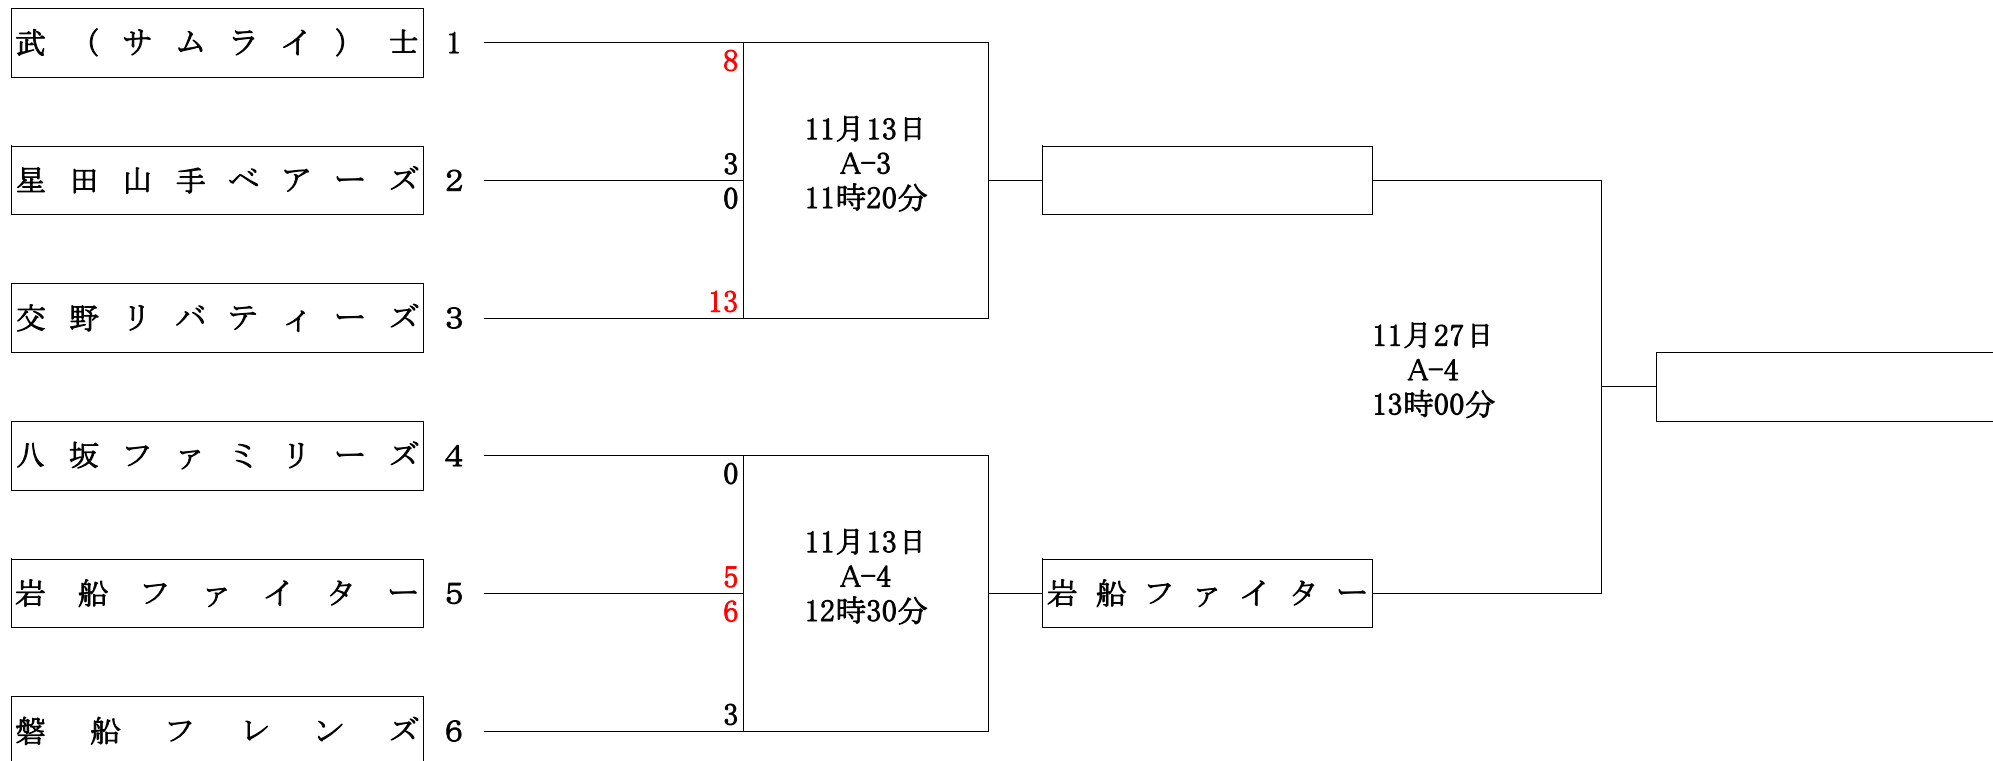 武（サムライ）士 1
8
11月13日
3
A-3
星田山手ベアーズ 2
0
11時20分
13
交野リバティーズ 3
11月27日
A-4
13時00分
八坂ファミリーズ 4
0
11月13日
5
A-4
岩船ファイター 5
岩船ファイター
6
12時30分
3
磐船フレンズ 6